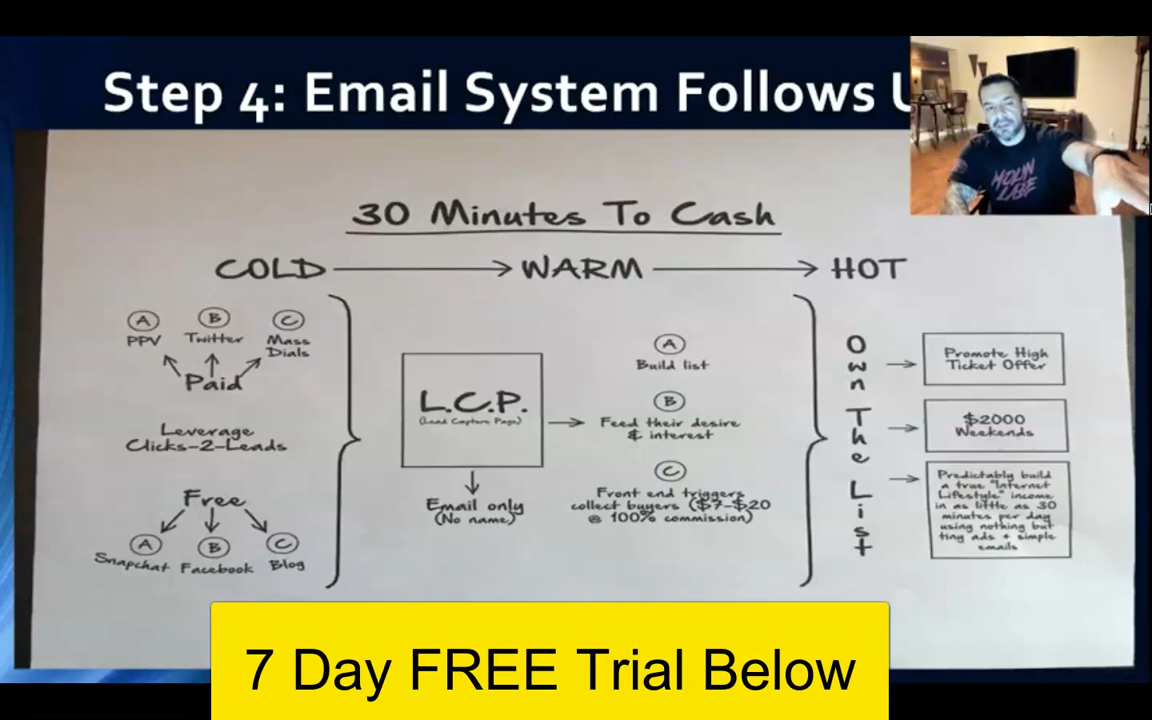 Step 4: Email System Follows U
30 Minutes To Cash
COLD
WARM
HOT
A
B
C
PPV
Twitter
Mass
Dials
Paid
Leverage
Clicks-2-Leads
Free
A
B
C
Snapchat
Facebook
Blog
L.C.P.
(Lead Capture Page)
Email only
(No name)
A
Build list
B
Feed their desire
& interest
C
Front end triggers
collect buyers ($7-$20
@ 100% commission)
Own The List
Promote High
Ticket Offer
$2000
Weekends
Predictably build
a true "Internet
Lifestyle" income
in as little as 30
minutes per day
using nothing but
tiny ads + simple
emails
7 Day FREE Trial Below